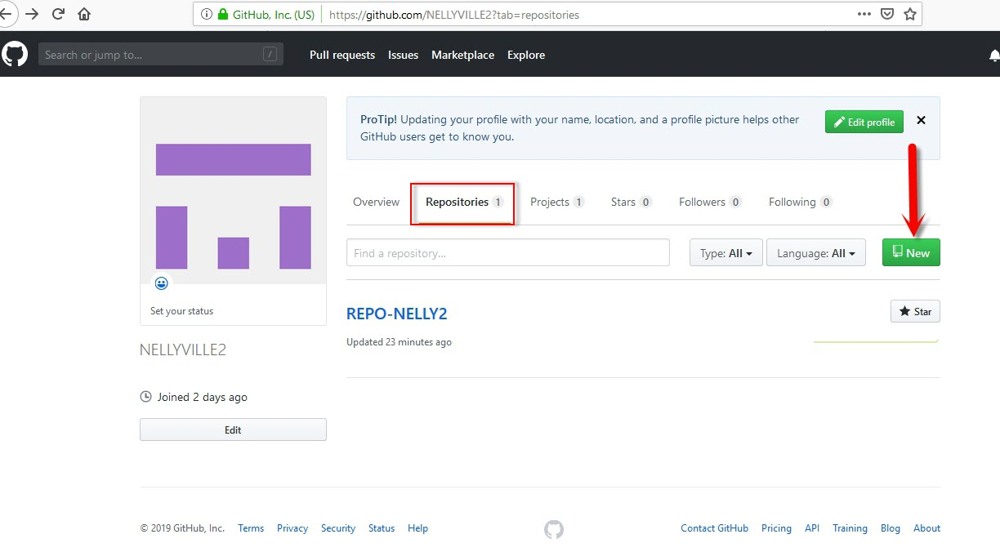 GitHub, Inc. (US) https://github.com/NELLYVILLE2?tab=repositories
Search or jump to... /
Pull requests Issues Marketplace Explore
ProTip! Updating your profile with your name, location, and a profile picture helps other
GitHub users get to know you.
Edit profile
Overview Repositories 1 Projects 1 Stars 0 Followers 0 Following 0
Find a repository... Type: All Language: All New
Set your status
NELLYVILLE2
Joined 2 days ago
Edit
REPO-NELLY2
Star
Updated 23 minutes ago
© 2019 GitHub, Inc. Terms Privacy Security Status Help Contact GitHub Pricing API Training Blog About